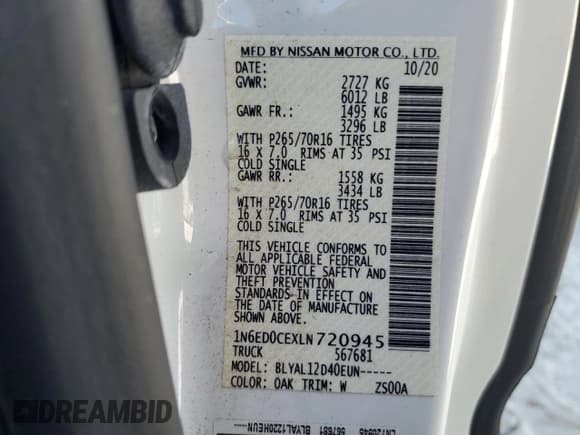 MFD BY NISSAN MOTOR CO., LTD.
DATE: 10/20
GVWR: 2727 KG
6012 LB
GAWR FR.: 1495 KG
3296 LB
WITH P265/70R16 TIRES
16 X 7.0 RIMS AT 35 PSI
COLD SINGLE
GAWR RR.: 1558 KG
3434 LB
WITH P265/70R16 TIRES
16 X 7.0 RIMS AT 35 PSI
COLD SINGLE
THIS VEHICLE CONFORMS TO
ALL APPLICABLE FEDERAL
MOTOR VEHICLE SAFETY AND
THEFT PREVENTION
STANDARDS IN EFFECT ON
THE DATE OF MANUFACTURE
SHOWN ABOVE.
1N6ED0CEXLN720945
TRUCK 567681
MODEL: BLYAL12D40EUN-----
COLOR: QAK TRIM: W ZS00A
LN720945 567681 BLYAL1220HEUN
DREAMBID